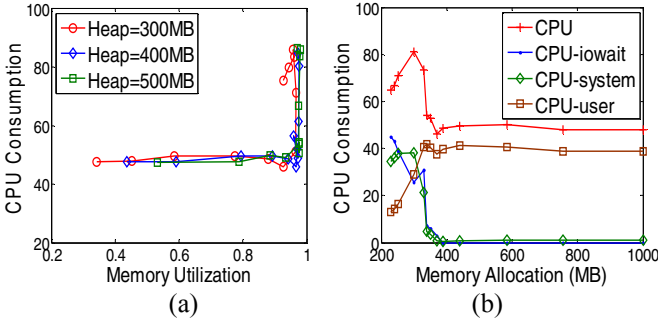 100
80
60
40
20
0.2
0.4
0.6
0.8
1
CPU Consumption
Memory Utilization
Heap=300MB
Heap=400MB
Heap=500MB
(a)
100
80
60
40
20
0
200
400
600
800
1000
CPU Consumption
Memory Allocation (MB)
CPU
CPU-iowait
CPU-system
CPU-user
(b)